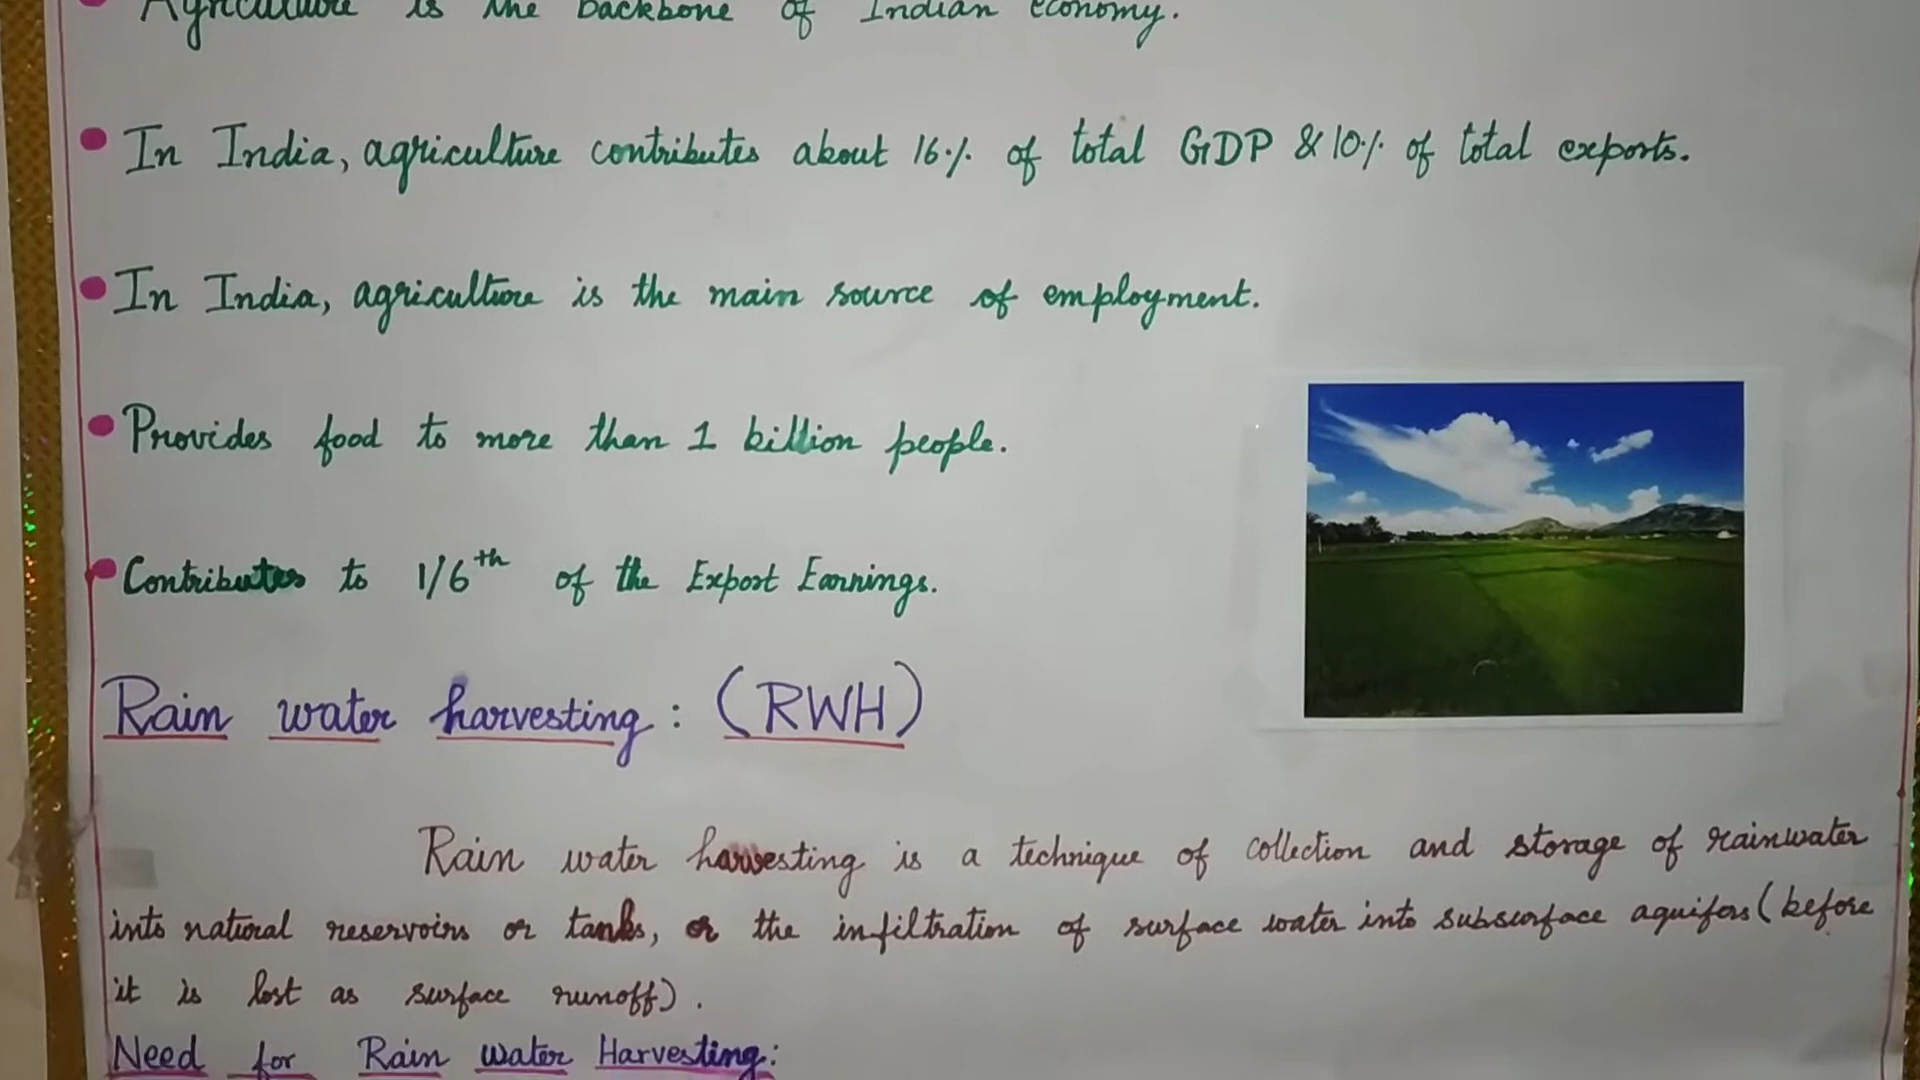 Agriculture is the backbone of Indian economy.
In India, agriculture contributes about 16% of total GDP & 10% of total exports.
In India, agriculture is the main source of employment.
Provides food to more than 1 billion people.
Contributes to 1/6th of the Export Earnings.
Rain water harvesting: (RWH)
Rain water harvesting is a technique of collection and storage of rainwater
into natural reservoirs or tanks, or the infiltration of surface water into subsurface aquifers (before
it is lost as surface runoff).
Need for Rain water Harvesting: